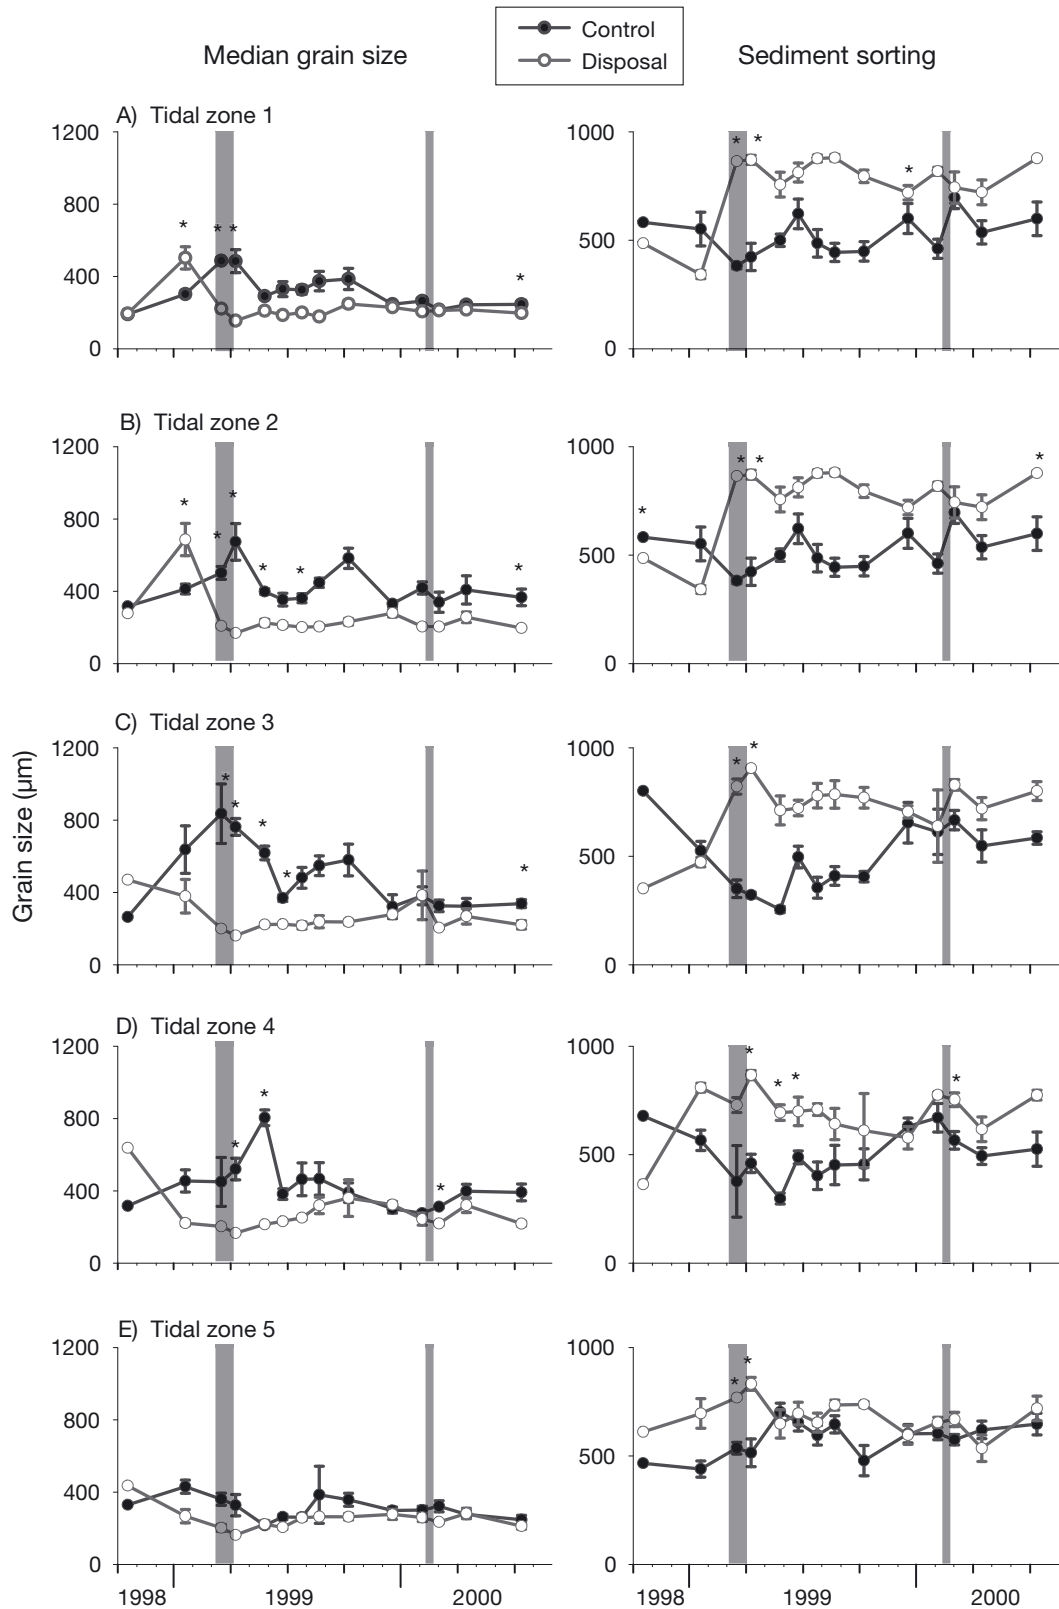 Control
Disposal
Median grain size
Sediment sorting
A) Tidal zone 1
1200
800
400
0
* * * *
1000
500
0
* * *
B) Tidal zone 2
1200
800
400
0
* * * * * *
1000
500
0
* * * *
C) Tidal zone 3
1200
800
400
0
* * * * *
1000
500
0
* *
Grain size (µm)
D) Tidal zone 4
1200
800
400
0
* * *
1000
500
0
* * * *
E) Tidal zone 5
1200
800
400
0
1000
500
0
* *
1998 1999 2000
1998 1999 2000